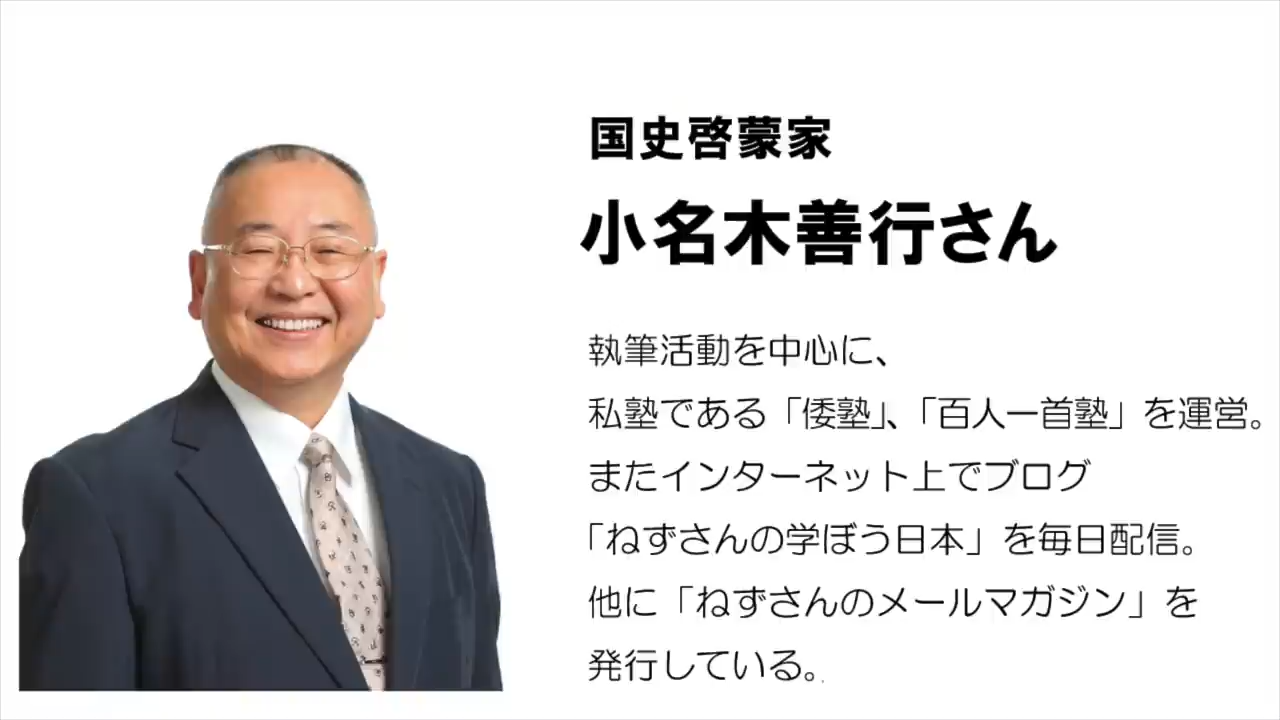 国史啓蒙家
小名木善行さん
執筆活動を中心に、
私塾である「倭塾」、「百人一首塾」を運営。
またインターネット上でブログ
「ねずさんの学ぼう日本」を毎日配信。
他に「ねずさんのメールマガジン」を
発行している。